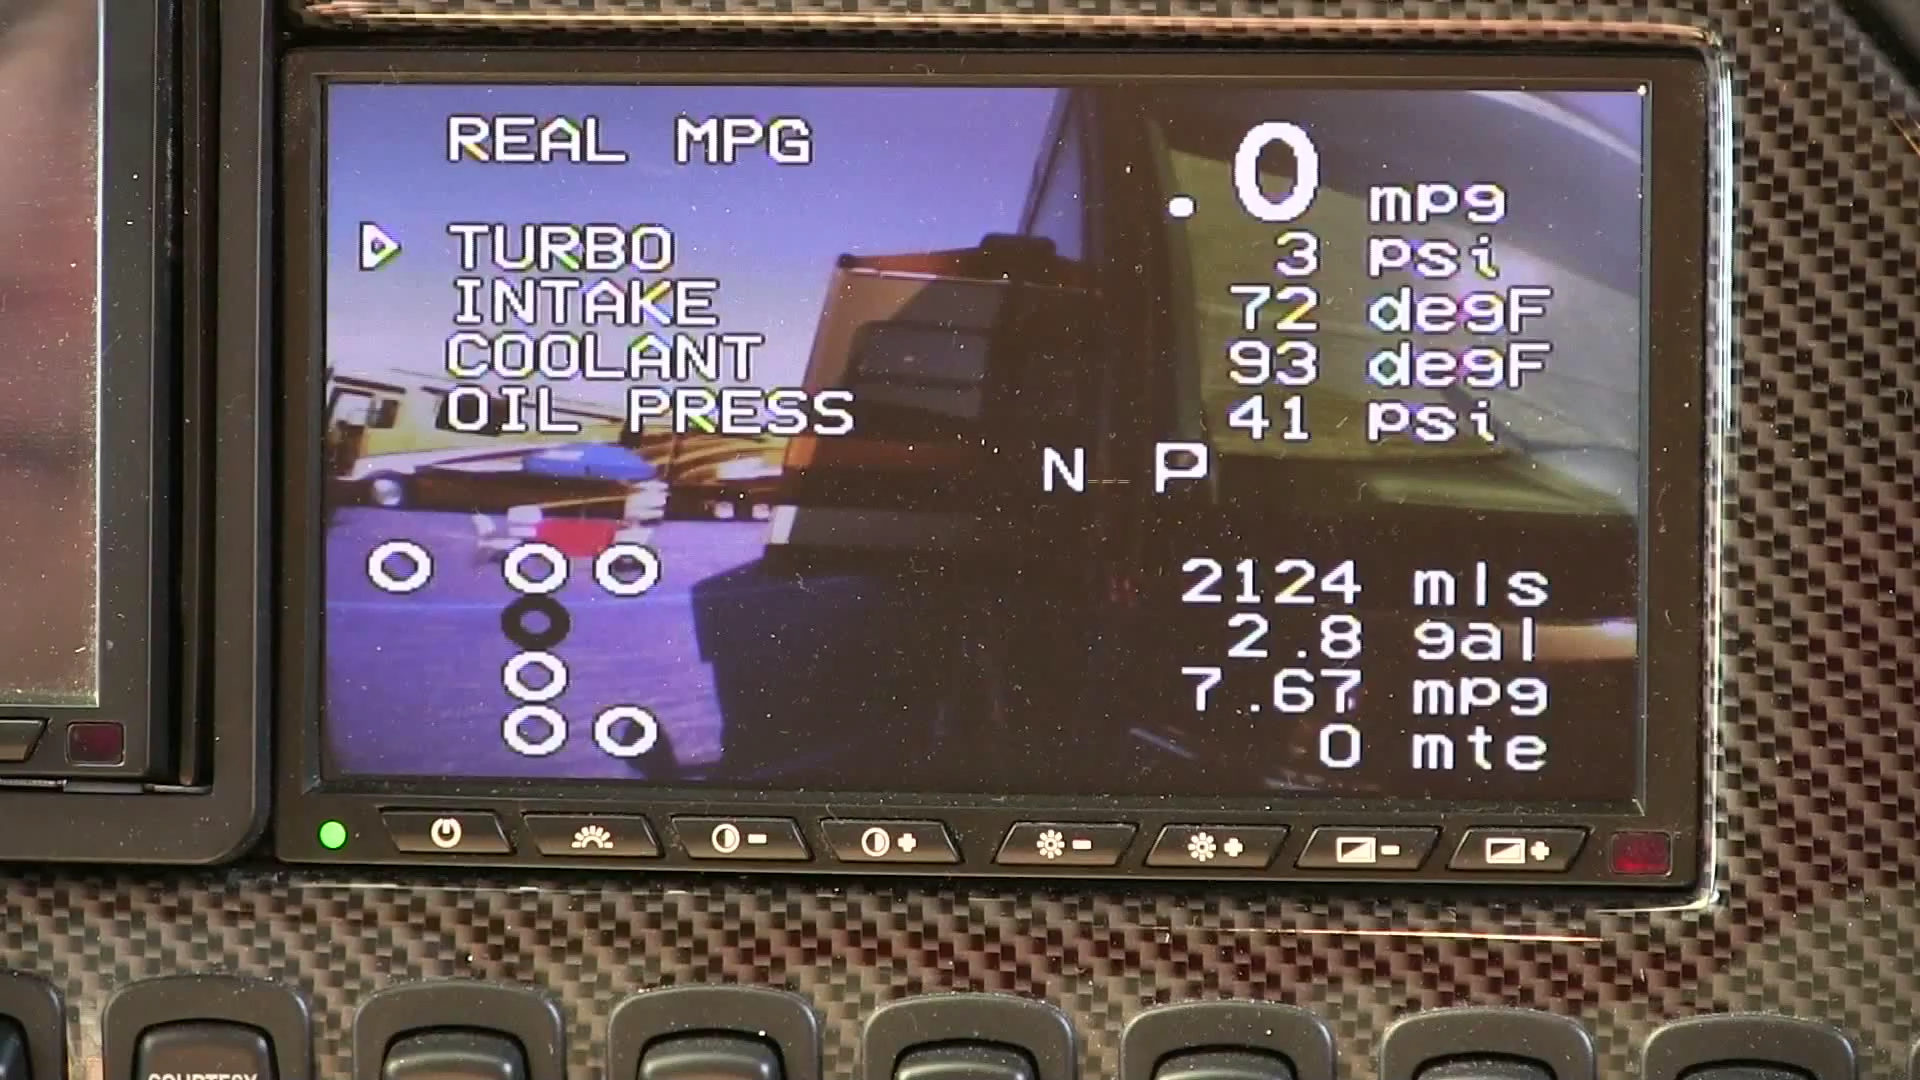 REAL MPG .0 mpg
TURBO 3 psi
INTAKE 72 degF
COOLANT 93 degF
OIL PRESS 41 psi
N P
2124 mls
2.8 gal
7.67 mpg
0 mte
COURTESY